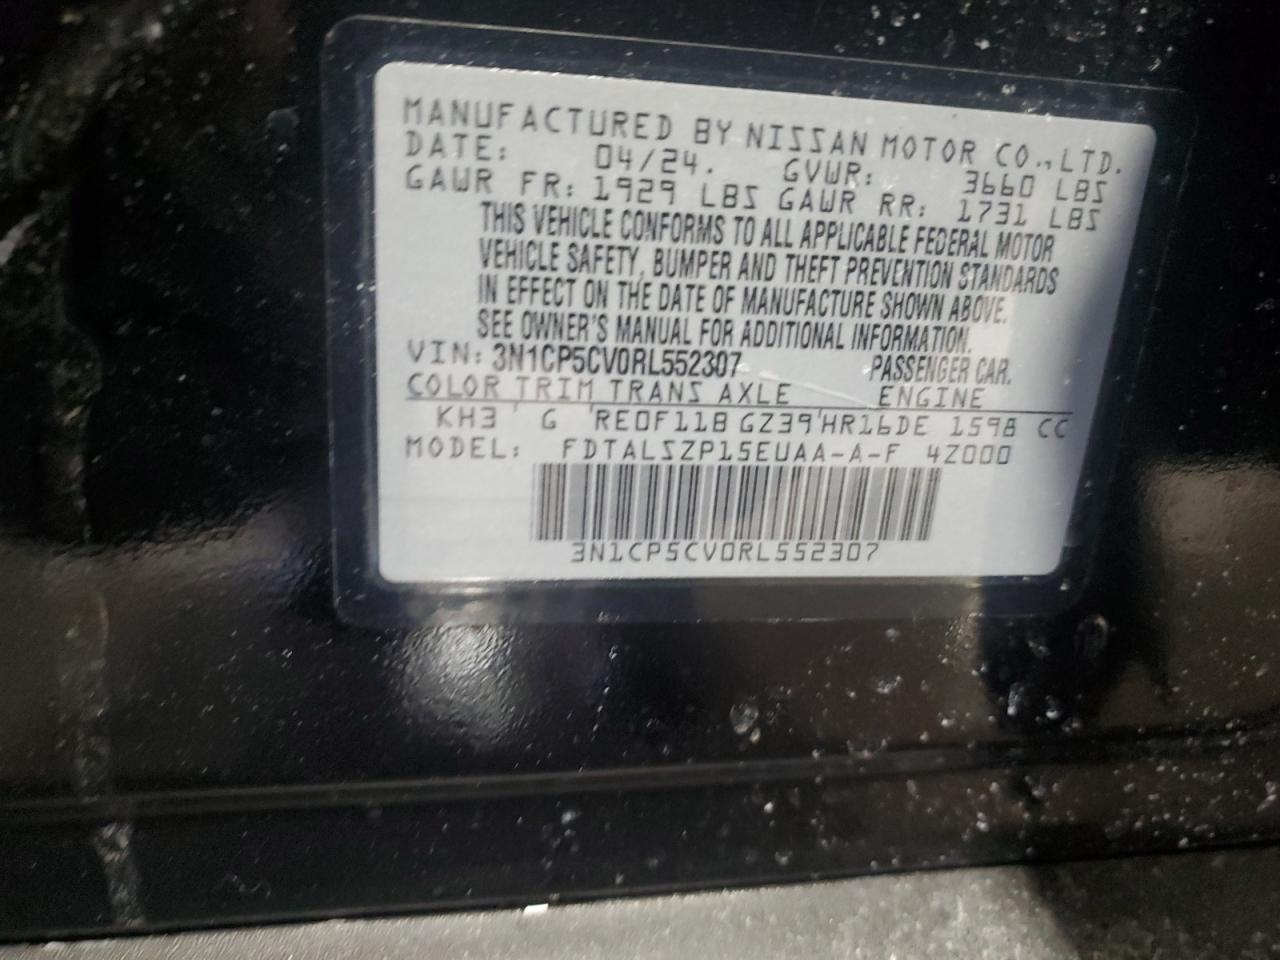 MANUFACTURED BY NISSAN MOTOR CO., LTD.
DATE: 04/24. GVWR: 3660 LBS
GAWR FR: 1929 LBS GAWR RR: 1731 LBS
THIS VEHICLE CONFORMS TO ALL APPLICABLE FEDERAL MOTOR
VEHICLE SAFETY, BUMPER AND THEFT PREVENTION STANDARDS
IN EFFECT ON THE DATE OF MANUFACTURE SHOWN ABOVE.
SEE OWNER'S MANUAL FOR ADDITIONAL INFORMATION.
VIN: 3N1CP5CV0RL552307 PASSENGER CAR.
COLOR TRIM TRANS AXLE ENGINE
KH3 ' G 'RE0F11B GZ39'HR16DE 1598 CC
MODEL: FDTALSZP15EUAA-A-F 4Z000
3N1CP5CV0RL552307